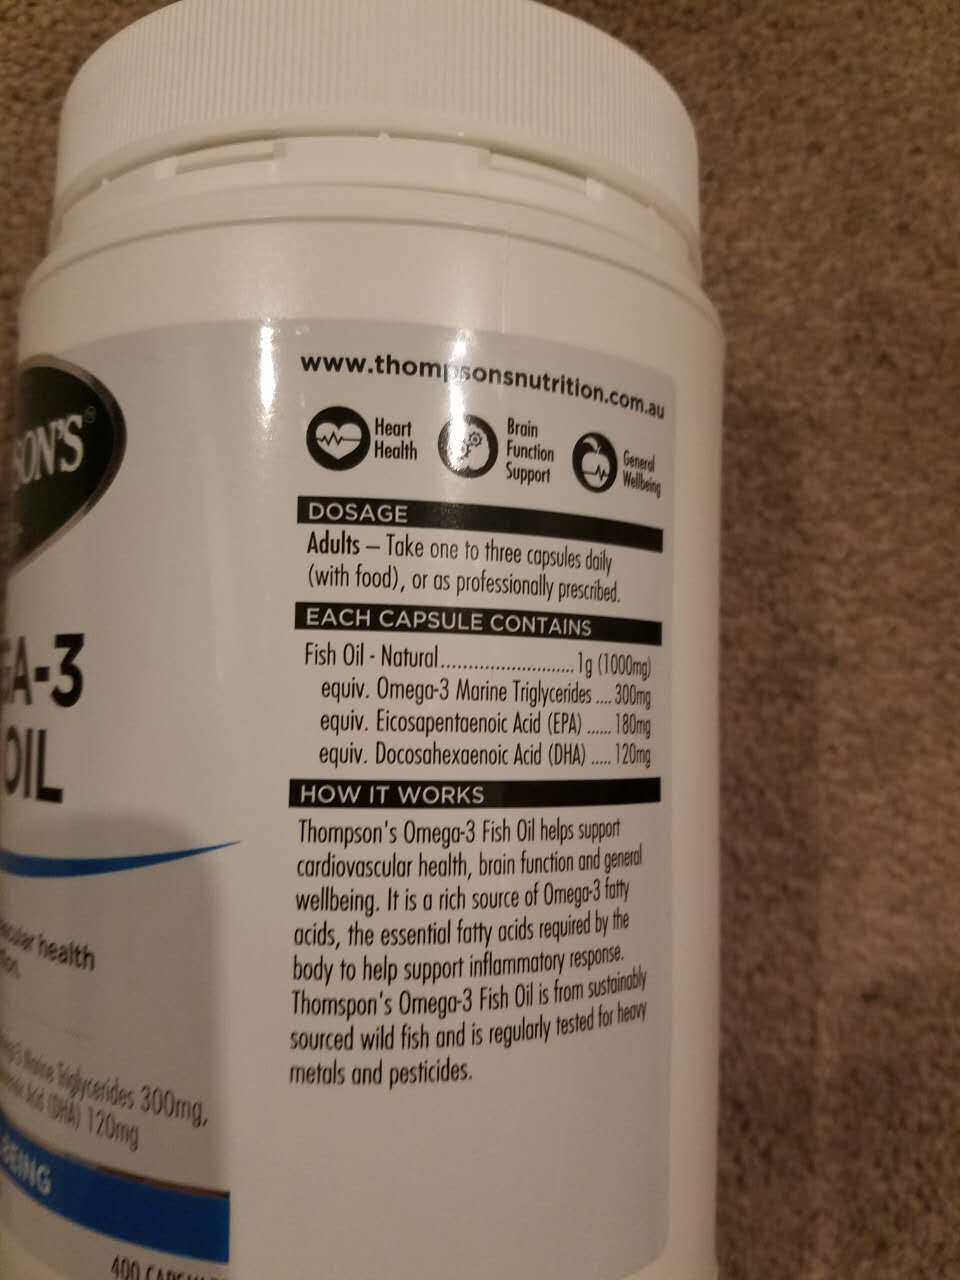 www.thompsonsnutrition.com.au
Heart
Health
Brain
Function
Support
General
Wellbeing
DOSAGE
Adults – Take one to three capsules daily
(with food), or as professionally prescribed.
EACH CAPSULE CONTAINS
Fish Oil - Natural........................ 1g (1000mg)
equiv. Omega-3 Marine Triglycerides .... 300mg
equiv. Eicosapentaenoic Acid (EPA) ...... 180mg
equiv. Docosahexaenoic Acid (DHA) ..... 120mg
HOW IT WORKS
Thompson's Omega-3 Fish Oil helps support
cardiovascular health, brain function and general
wellbeing. It is a rich source of Omega-3 fatty
acids, the essential fatty acids required by the
body to help support inflammatory response.
Thomspon's Omega-3 Fish Oil is from sustainably
sourced wild fish and is regularly tested for heavy
metals and pesticides.
SON'S®
GA-3
OIL
health
Triglycerides 300mg,
Acid (DHA) 120mg
BEING
400